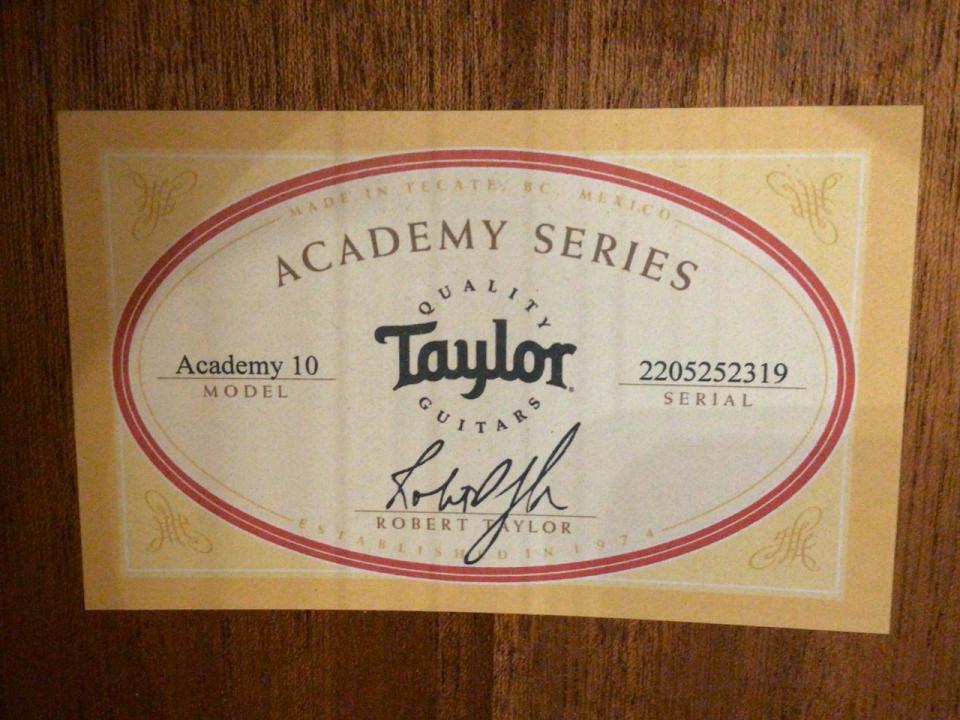 MADE IN TECATE, BC, MEXICO
ACADEMY SERIES
QUALITY
Taylor
GUITARS
Academy 10
MODEL
2205252319
SERIAL
ROBERT TAYLOR
ESTABLISHED IN 1974